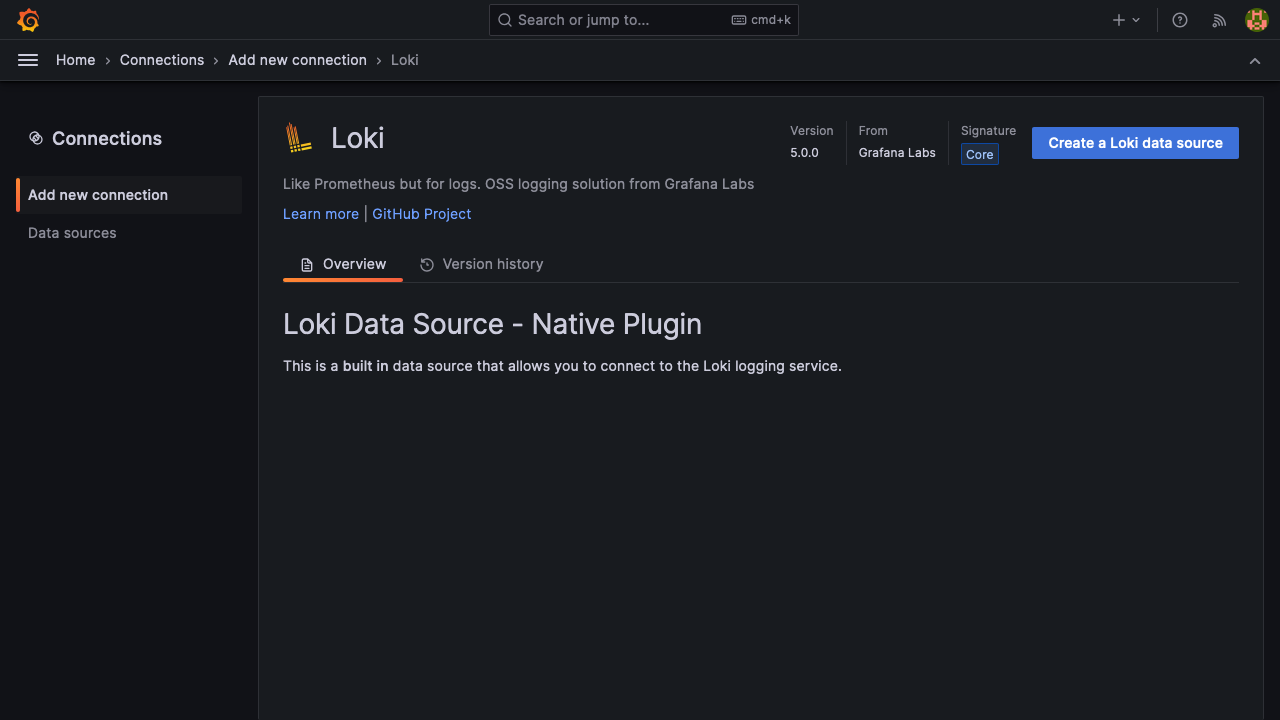 Search or jump to...
cmd+k
Home
Connections
Add new connection
Loki
Connections
Add new connection
Data sources
Loki
Version
5.0.0
From
Grafana Labs
Signature
Core
Create a Loki data source
Like Prometheus but for logs. OSS logging solution from Grafana Labs
Learn more | GitHub Project
Overview
Version history
Loki Data Source - Native Plugin
This is a built in data source that allows you to connect to the Loki logging service.